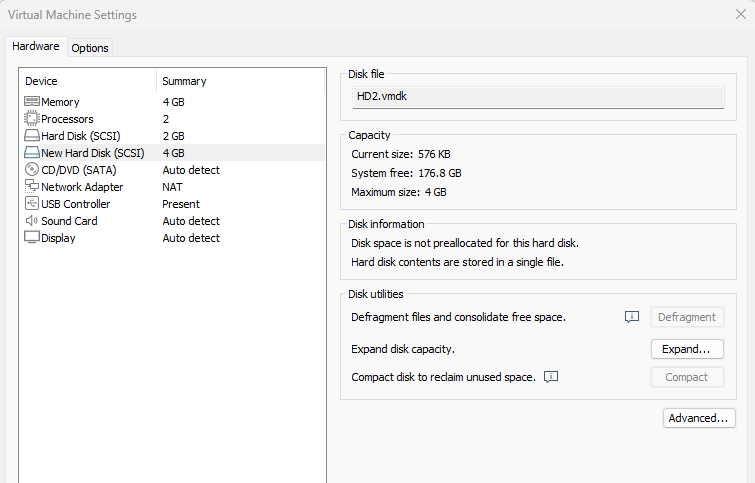 Virtual Machine Settings
Hardware
Options
Device Summary
Memory 4 GB
Processors 2
Hard Disk (SCSI) 2 GB
New Hard Disk (SCSI) 4 GB
CD/DVD (SATA) Auto detect
Network Adapter NAT
USB Controller Present
Sound Card Auto detect
Display Auto detect
Disk file
HD2.vmdk
Capacity
Current size: 576 KB
System free: 176.8 GB
Maximum size: 4 GB
Disk information
Disk space is not preallocated for this hard disk.
Hard disk contents are stored in a single file.
Disk utilities
Defragment files and consolidate free space. Defragment
Expand disk capacity. Expand...
Compact disk to reclaim unused space. Compact
Advanced...